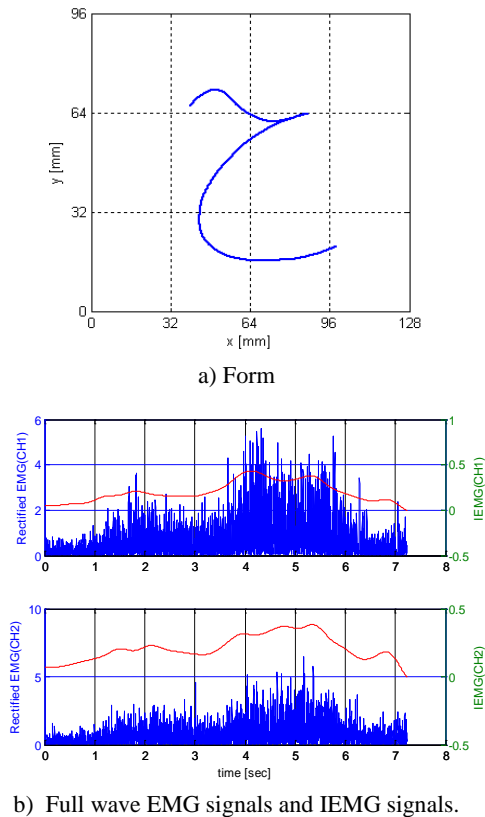 96
64
32
0
y [mm]
0 32 64 96 128
x [mm]
a) Form
Rectified EMG(CH1)
6
4
2
0
1
0.5
0
-0.5
IEMG(CH1)
0 1 2 3 4 5 6 7 8
Rectified EMG(CH2)
10
5
0
0.5
0
-0.5
IEMG(CH2)
0 1 2 3 4 5 6 7 8
time [sec]
b) Full wave EMG signals and IEMG signals.